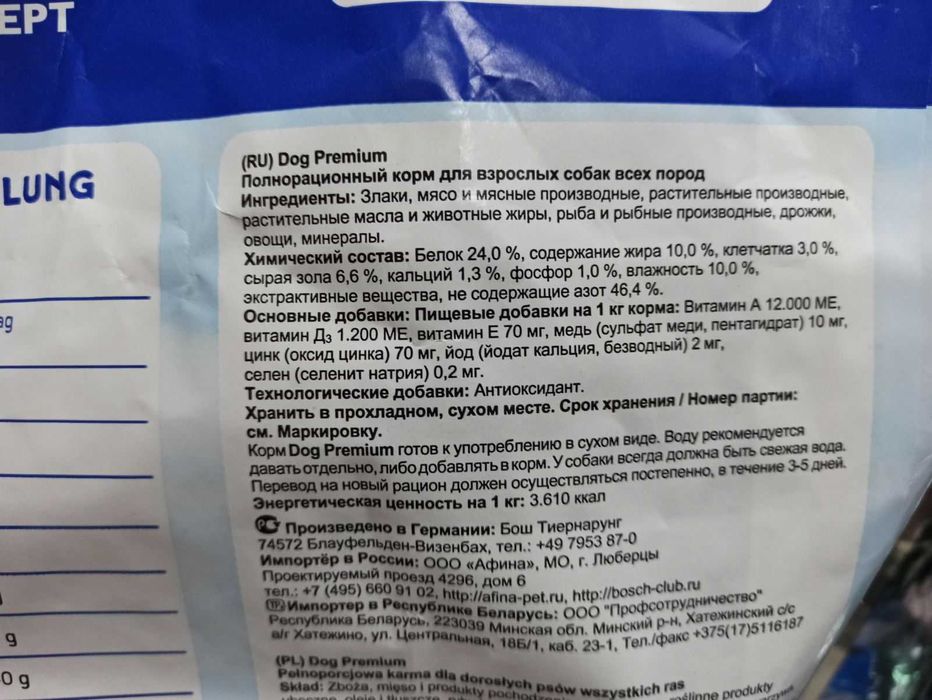 EPT
LUNG
ag
g
0 g
(RU) Dog Premium
Полнорационный корм для взрослых собак всех пород
Ингредиенты: Злаки, мясо и мясные производные, растительные производные,
растительные масла и животные жиры, рыба и рыбные производные, дрожжи,
овощи, минералы.
Химический состав: Белок 24,0 %, содержание жира 10,0 %, клетчатка 3,0 %,
сырая зола 6,6 %, кальций 1,3 %, фосфор 1,0 %, влажность 10,0 %,
экстрактивные вещества, не содержащие азот 46,4 %.
Основные добавки: Пищевые добавки на 1 кг корма: Витамин А 12.000 МЕ,
витамин Д₃ 1.200 МЕ, витамин Е 70 мг, медь (сульфат меди, пентагидрат) 10 мг,
цинк (оксид цинка) 70 мг, йод (йодат кальция, безводный) 2 мг,
селен (селенит натрия) 0,2 мг.
Технологические добавки: Антиоксидант.
Хранить в прохладном, сухом месте. Срок хранения / Номер партии:
см. Маркировку.
Корм Dog Premium готов к употреблению в сухом виде. Воду рекомендуется
давать отдельно, либо добавлять в корм. У собаки всегда должна быть свежая вода.
Перевод на новый рацион должен осуществляться постепенно, в течение 3-5 дней.
Энергетическая ценность на 1 кг: 3.610 ккал
Произведено в Германии: Бош Тиернарунг
74572 Блауфельден-Визенбах, тел.: +49 7953 87-0
Импортёр в России: ООО «Афина», МО, г. Люберцы
Проектируемый проезд 4296, дом 6
тел.: +7 (495) 660 91 02, http://afina-pet.ru, http://bosch-club.ru
Импортер в Республике Беларусь: ООО "Профсотрудничество"
Республика Беларусь, 223039 Минская обл. Минский р-н, Хатежинский с/с
а/г Хатежино, ул. Центральная, 18Б/1, каб. 23-1, Тел./факс +375(17)5116187
(PL) Dog Premium
Pełnoporcjowa karma dla dorosłych psów wszystkich ras
Skład: Zboża, mięso i produkty